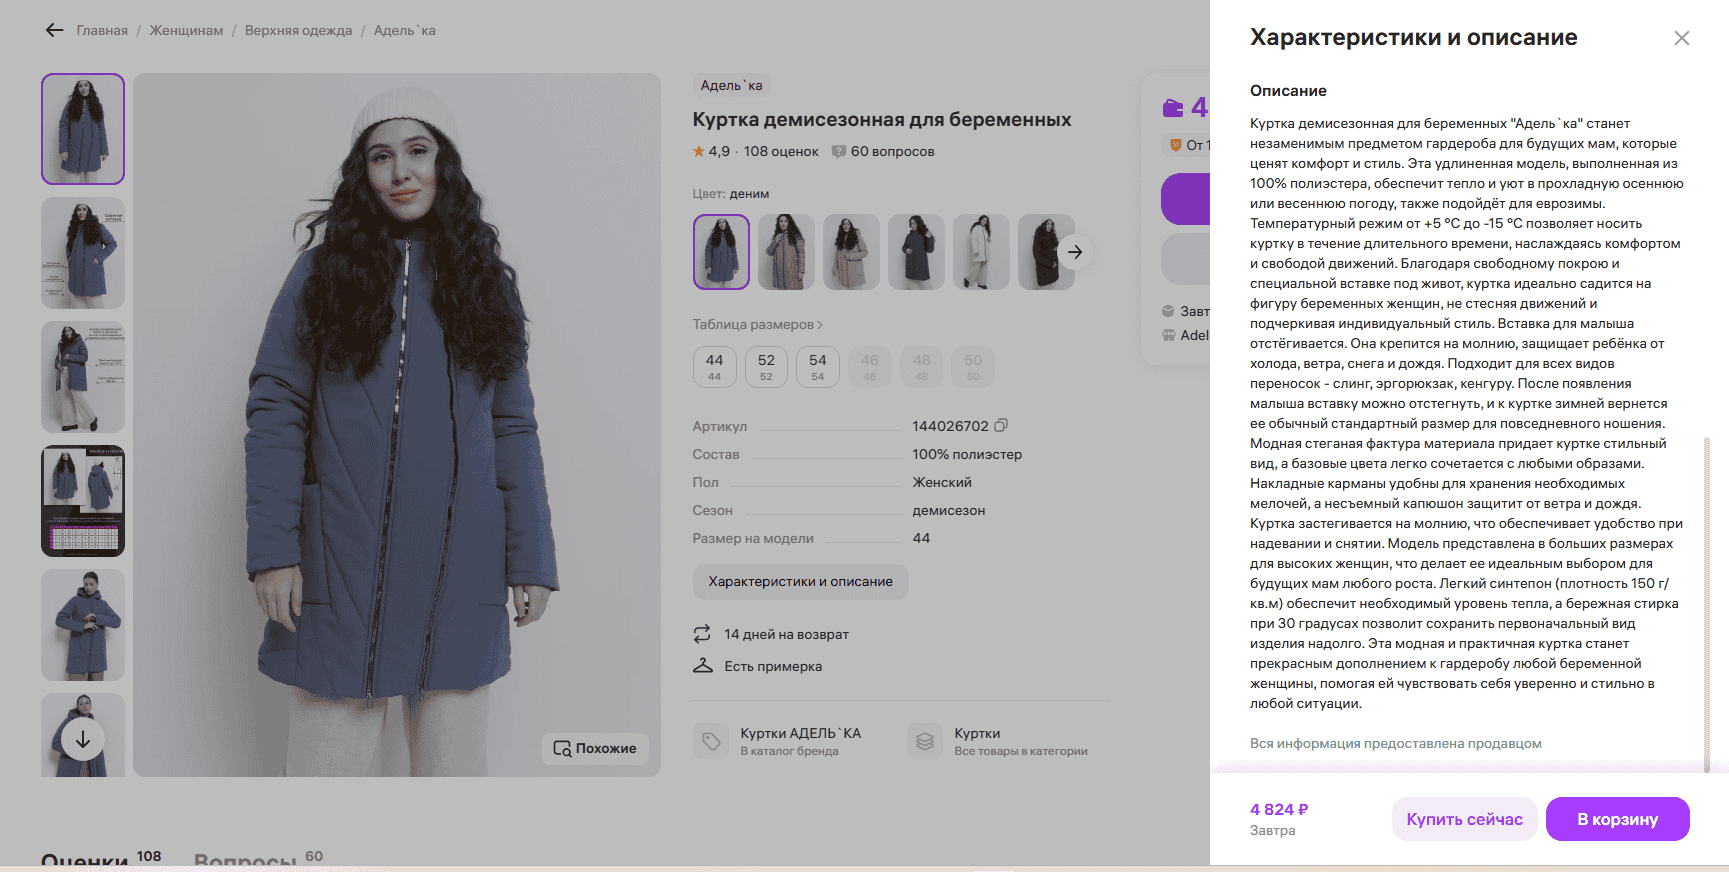 Главная / Женщинам / Верхняя одежда / Адель`ка
Адель`ка
Куртка демисезонная для беременных
4,9 · 108 оценок 60 вопросов
Цвет: деним
Таблица размеров
44 52 54 46 48 50
44 52 54 46 48 50
Артикул 144026702
Состав 100% полиэстер
Пол Женский
Сезон демисезон
Размер на модели 44
Характеристики и описание
14 дней на возврат
Есть примерка
Куртки АДЕЛЬ`КА
В каталог бренда
Куртки
Все товары в категории
Похожие
Оценки 108 Вопросы 60
4
От 1
Завт
Adel
Характеристики и описание
Описание
Куртка демисезонная для беременных "Адель`ка" станет
незаменимым предметом гардероба для будущих мам, которые
ценят комфорт и стиль. Эта удлиненная модель, выполненная из
100% полиэстера, обеспечит тепло и уют в прохладную осеннюю
или весеннюю погоду, также подойдёт для еврозимы.
Температурный режим от +5 °C до -15 °C позволяет носить
куртку в течение длительного времени, наслаждаясь комфортом
и свободой движений. Благодаря свободному покрою и
специальной вставке под живот, куртка идеально садится на
фигуру беременных женщин, не стесняя движений и
подчеркивая индивидуальный стиль. Вставка для малыша
отстёгивается. Она крепится на молнию, защищает ребёнка от
холода, ветра, снега и дождя. Подходит для всех видов
переносок - слинг, эргорюкзак, кенгуру. После появления
малыша вставку можно отстегнуть, и к куртке зимней вернется
ее обычный стандартный размер для повседневного ношения.
Модная стеганая фактура материала придает куртке стильный
вид, а базовые цвета легко сочетается с любыми образами.
Накладные карманы удобны для хранения необходимых
мелочей, а несъемный капюшон защитит от ветра и дождя.
Куртка застегивается на молнию, что обеспечивает удобство при
надевании и снятии. Модель представлена в больших размерах
для высоких женщин, что делает ее идеальным выбором для
будущих мам любого роста. Легкий синтепон (плотность 150 г/
кв.м) обеспечит необходимый уровень тепла, а бережная стирка
при 30 градусах позволит сохранить первоначальный вид
изделия надолго. Эта модная и практичная куртка станет
прекрасным дополнением к гардеробу любой беременной
женщины, помогая ей чувствовать себя уверенно и стильно в
любой ситуации.
Вся информация предоставлена продавцом
4 824 ₽
Завтра
Купить сейчас
В корзину